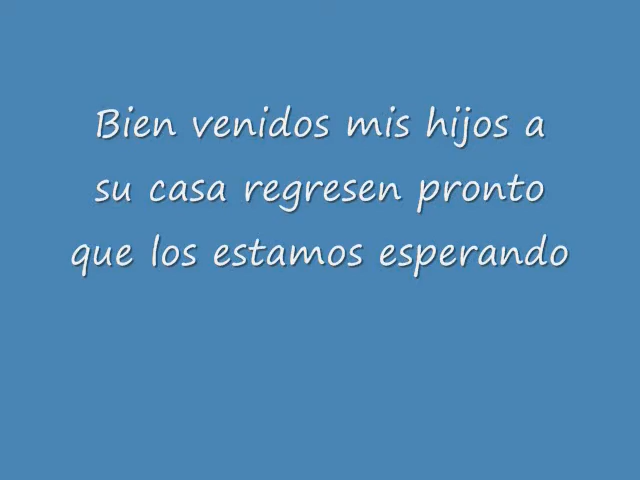 Bien venidos mis hijos a
su casa regresen pronto
que los estamos esperando